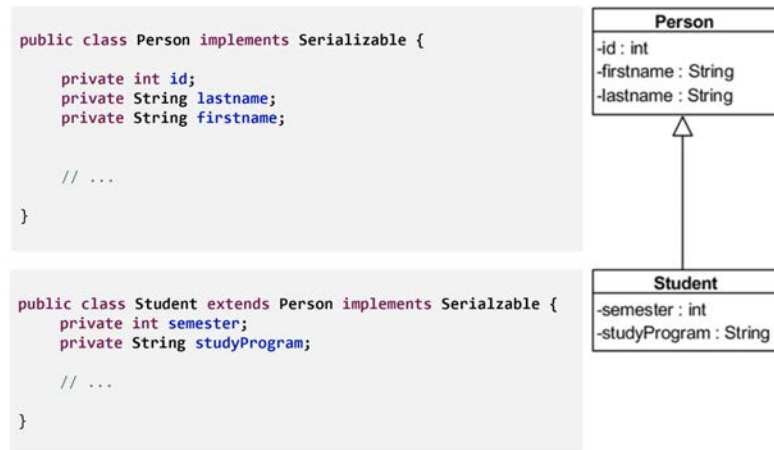 public class Person implements Serializable {
private int id;
private String lastname;
private String firstname;
// ...
}
Person
-id : int
-firstname : String
-lastname : String
public class Student extends Person implements Serialzable {
private int semester;
private String studyProgram;
// ...
}
Student
-semester : int
-studyProgram : String